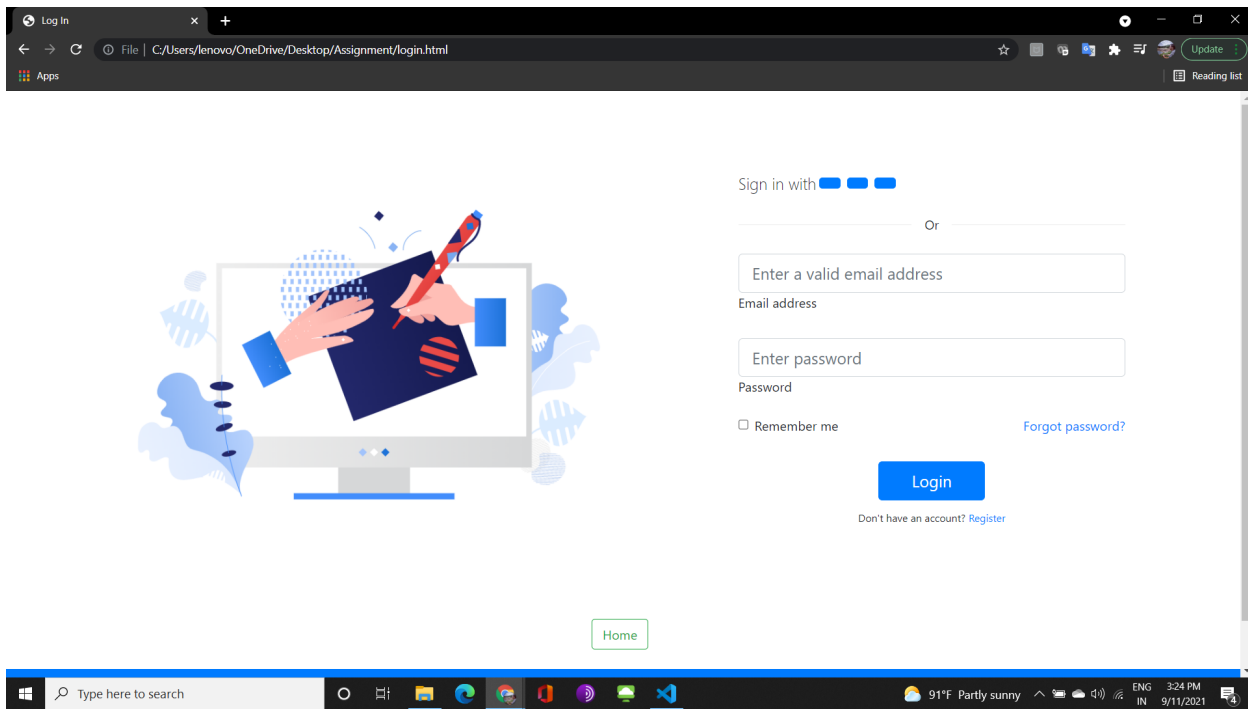 Log In
File
C:/Users/lenovo/OneDrive/Desktop/Assignment/login.html
Update
Apps
Reading list
Sign in with
Or
Enter a valid email address
Email address
Enter password
Password
Remember me
Forgot password?
Login
Don't have an account? Register
Home
Type here to search
91°F Partly sunny
ENG
IN
3:24 PM
9/11/2021
4